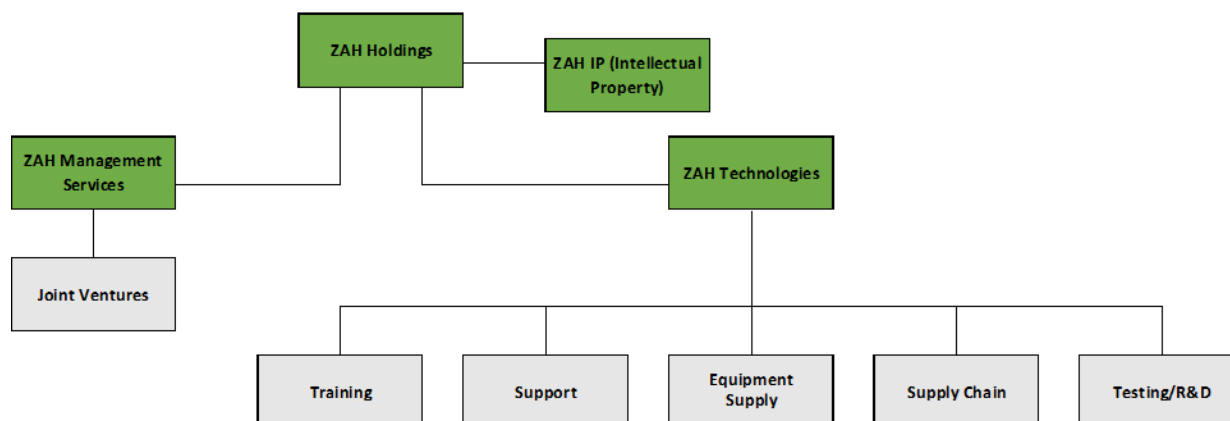 ZAH Holdings
ZAH IP (Intellectual
Property)
ZAH Management
Services
ZAH Technologies
Joint Ventures
Training
Support
Equipment
Supply
Supply Chain
Testing/R&D